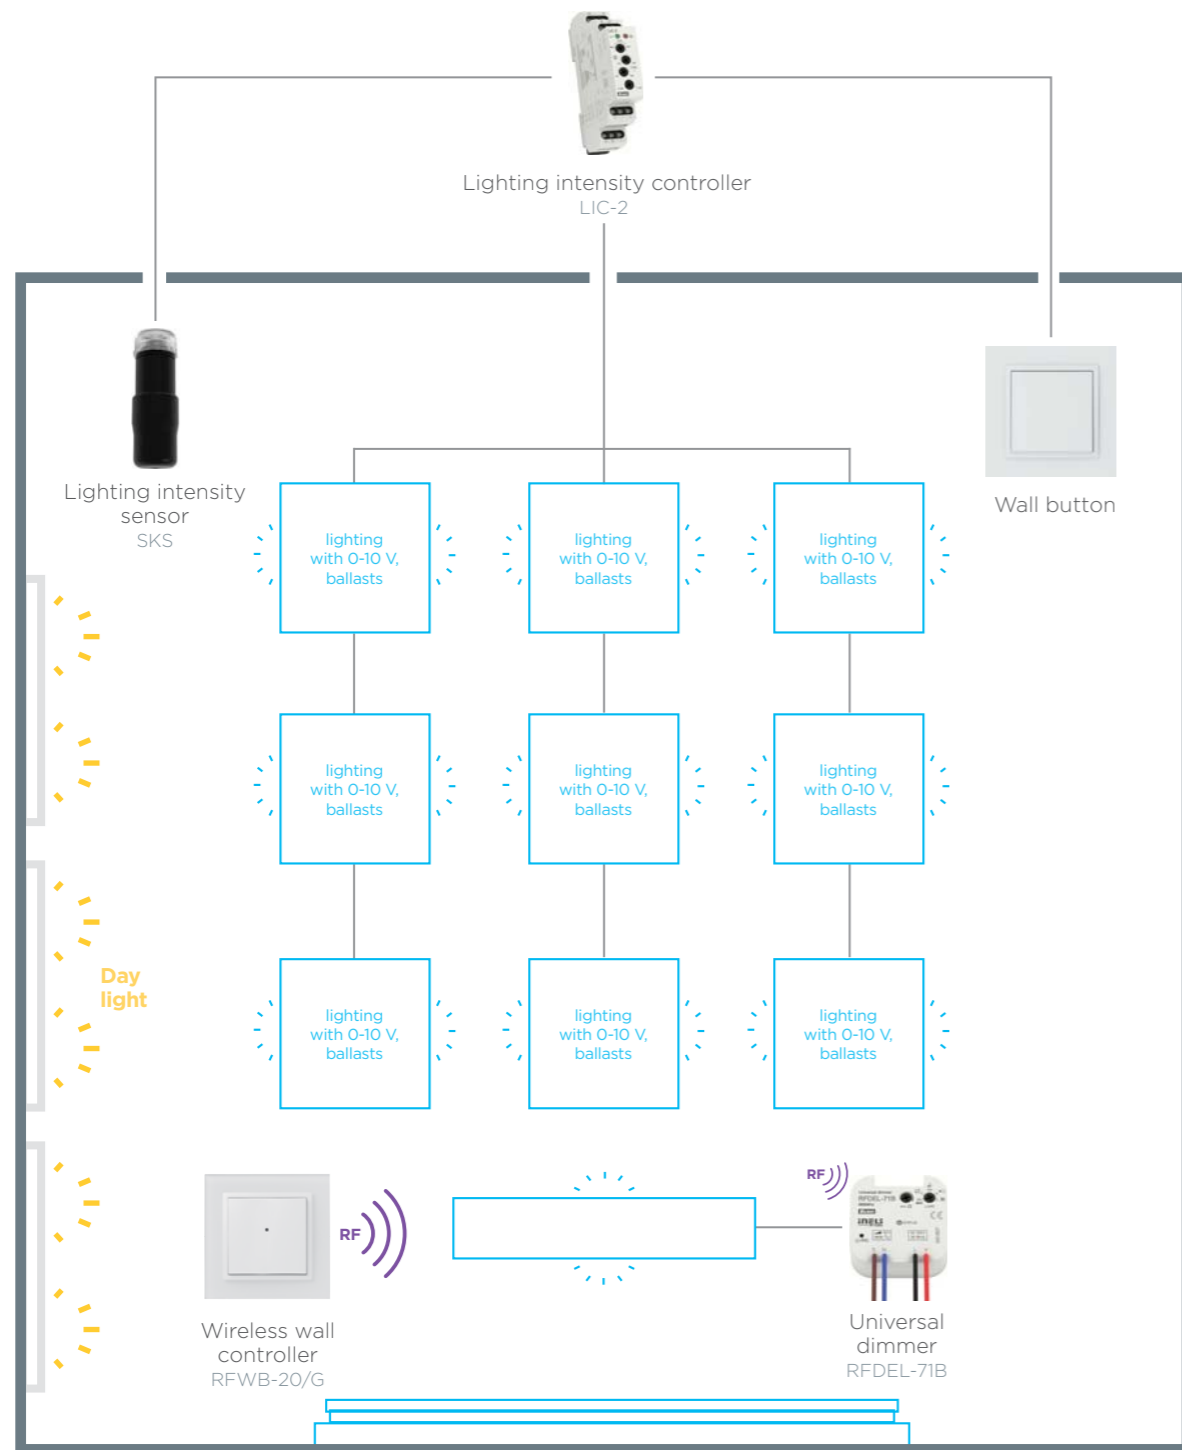 Lighting intensity controller
LIC-2
Lighting intensity
sensor
SKS
Wall button
lighting
with 0-10 V,
ballasts
lighting
with 0-10 V,
ballasts
lighting
with 0-10 V,
ballasts
lighting
with 0-10 V,
ballasts
lighting
with 0-10 V,
ballasts
lighting
with 0-10 V,
ballasts
Day
light
lighting
with 0-10 V,
ballasts
lighting
with 0-10 V,
ballasts
lighting
with 0-10 V,
ballasts
RF
RF
RFDEL-71B
Wireless wall
controller
RFWB-20/G
Universal
dimmer
RFDEL-71B